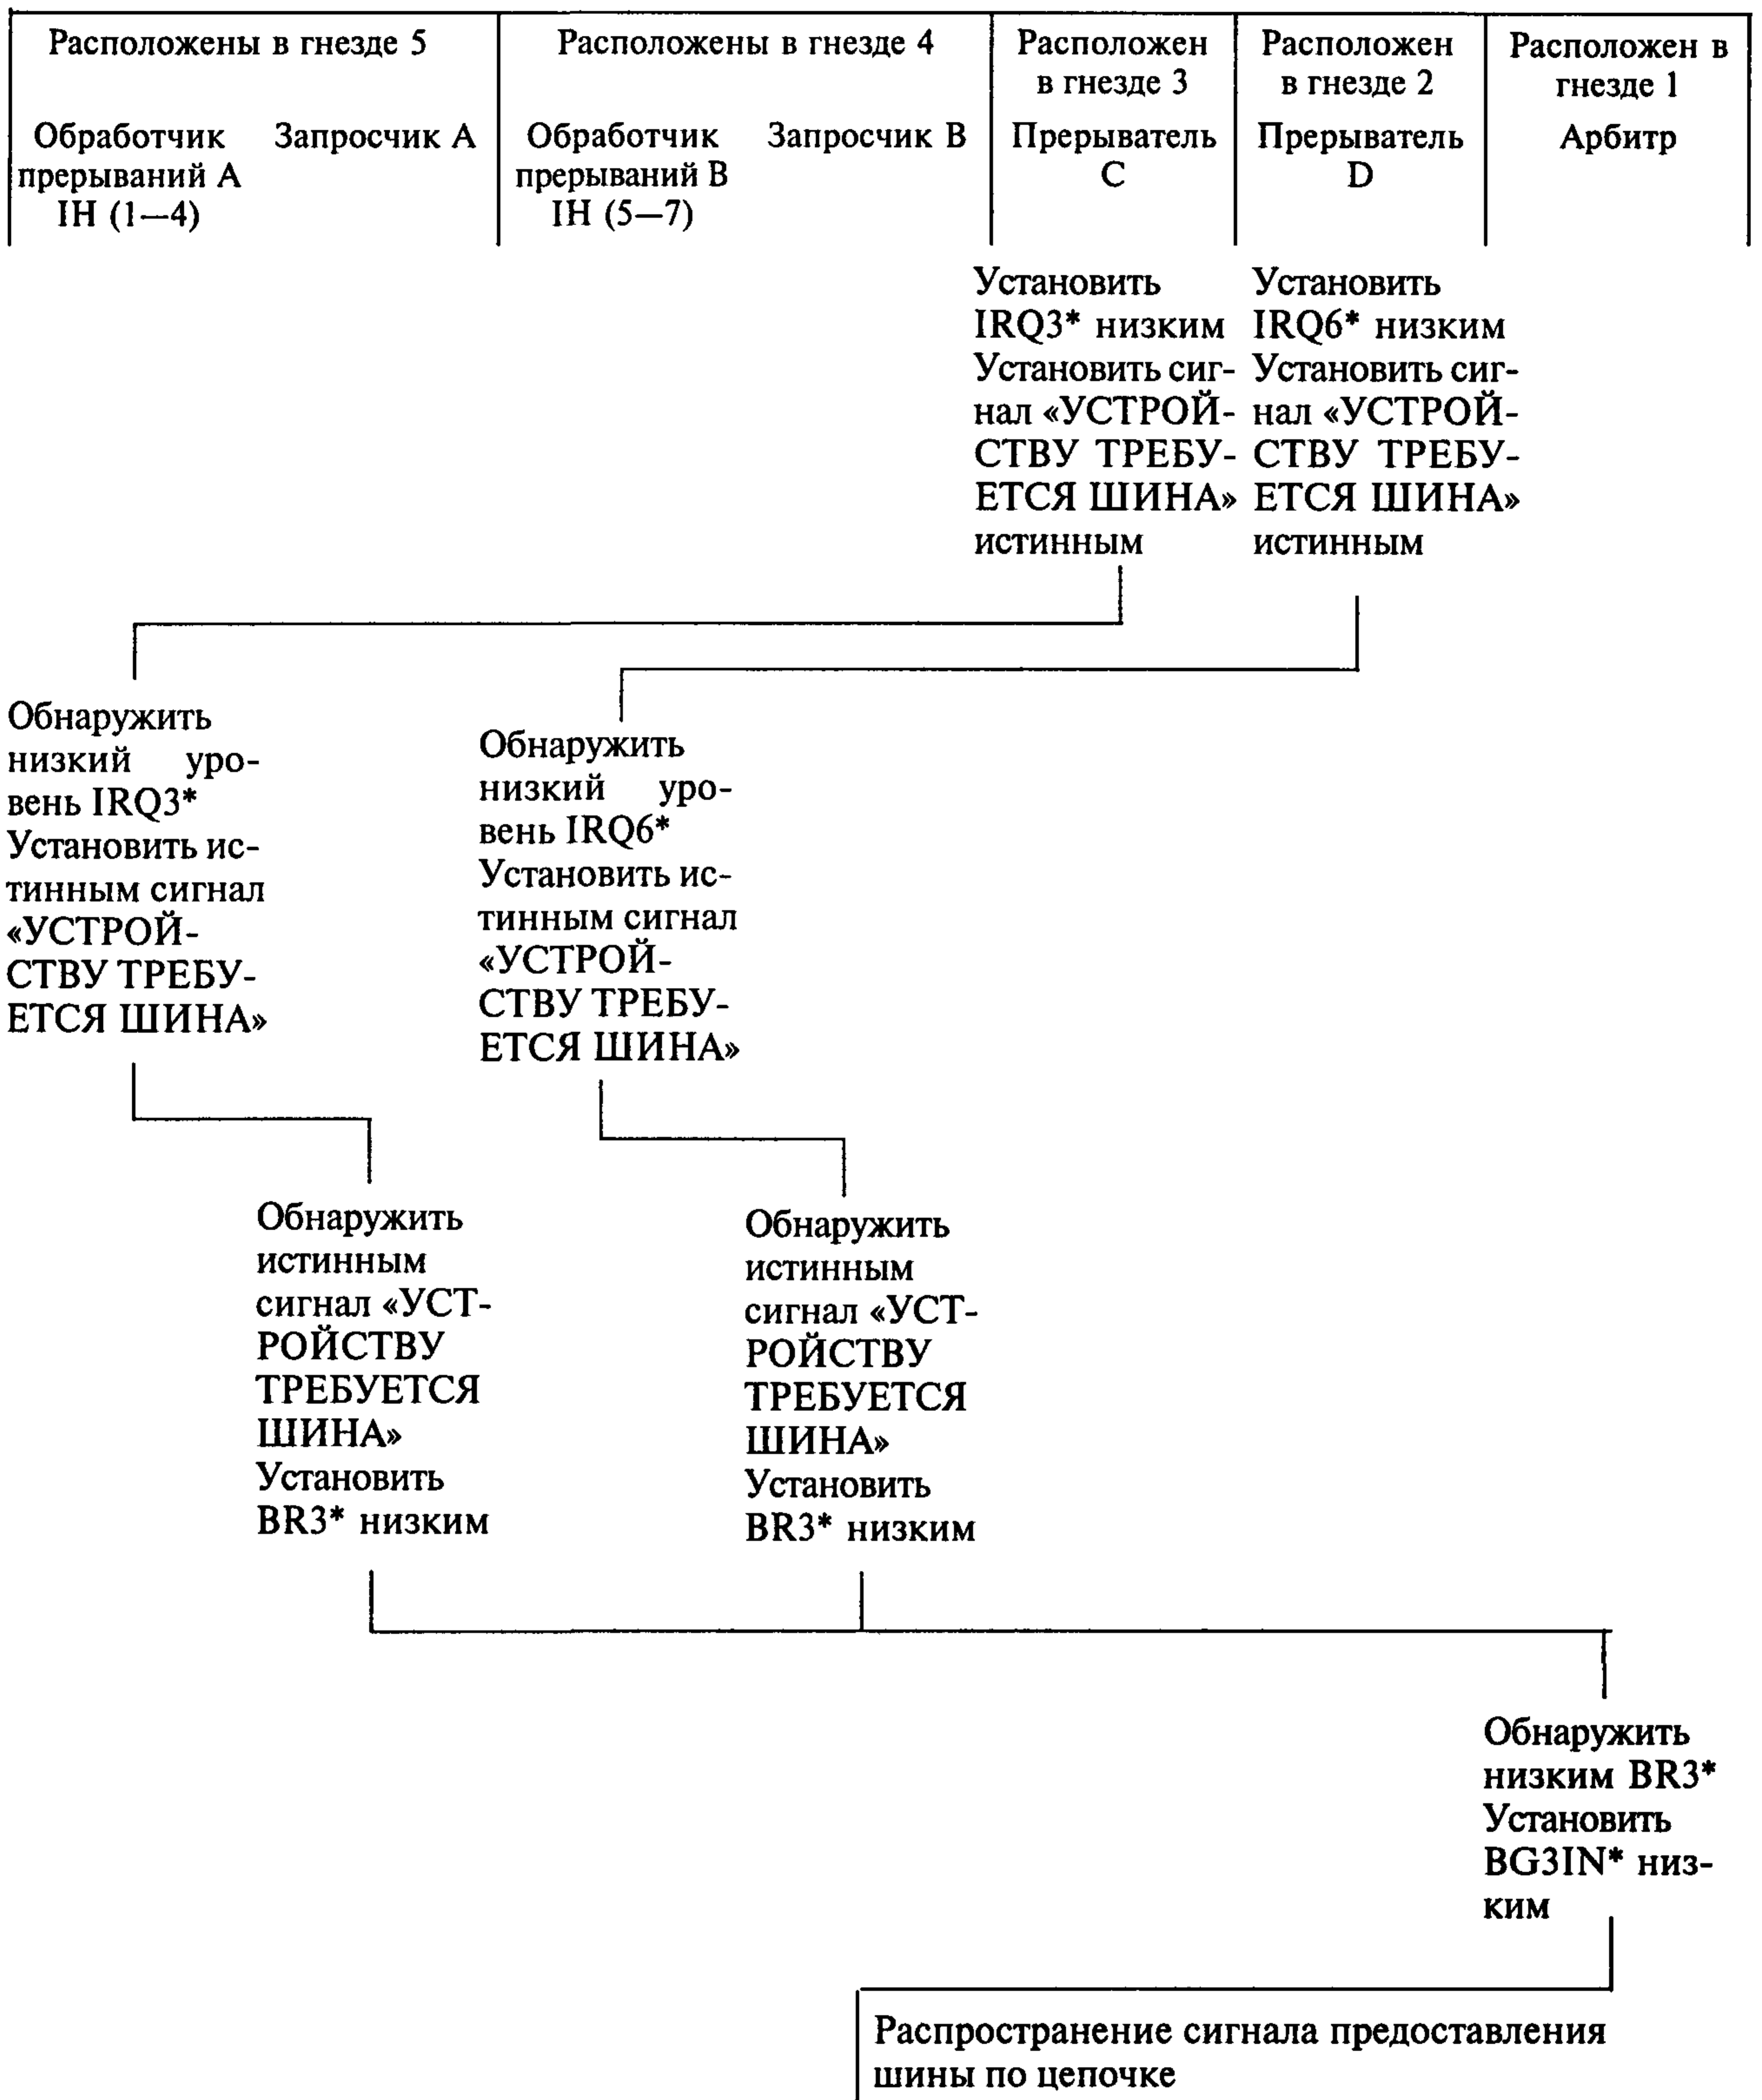 Расположены в гнезде 5
Обработчик
прерываний A
IH (1—4)
Запросчик A
Расположены в гнезде 4
Обработчик
прерываний B
IH (5—7)
Запросчик B
Расположен
в гнезде 3
Прерыватель
C
Расположен
в гнезде 2
Прерыватель
D
Расположен в
гнезде 1
Арбитр
Установить
IRQ3* низким
Установить сиг-
нал «УСТРОЙ-
СТВУ ТРЕБУ-
ЕТСЯ ШИНА»
истинным
Установить
IRQ6* низким
Установить сиг-
нал «УСТРОЙ-
СТВУ ТРЕБУ-
ЕТСЯ ШИНА»
истинным
Обнаружить
низкий уро-
вень IRQ3*
Установить ис-
тинным сигнал
«УСТРОЙ-
СТВУ ТРЕБУ-
ЕТСЯ ШИНА»
Обнаружить
низкий уро-
вень IRQ6*
Установить ис-
тинным сигнал
«УСТРОЙ-
СТВУ ТРЕБУ-
ЕТСЯ ШИНА»
Обнаружить
истинным
сигнал «УСТ-
РОЙСТВУ
ТРЕБУЕТСЯ
ШИНА»
Установить
BR3* низким
Обнаружить
истинным
сигнал «УСТ-
РОЙСТВУ
ТРЕБУЕТСЯ
ШИНА»
Установить
BR3* низким
Обнаружить
низким BR3*
Установить
BG3IN* низ-
ким
Распространение сигнала предоставления
шины по цепочке